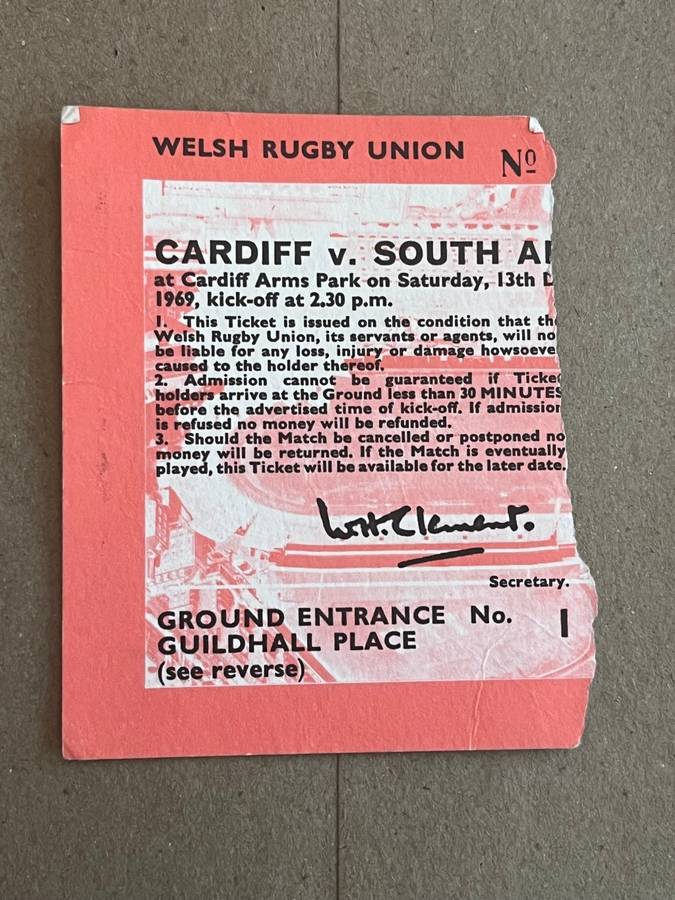 WELSH RUGBY UNION
Nº
CARDIFF v. SOUTH A
at Cardiff Arms Park on Saturday, 13th
1969, kick-off at 2.30 p.m.
1. This Ticket is issued on the condition that the
Welsh Rugby Union, its servants or agents, will no
be liable for any loss, injury or damage howsoeve
caused to the holder thereof.
2. Admission cannot be guaranteed if Ticke
holders arrive at the Ground less than 30 MINUTES
before the advertised time of kick-off. If admission
is refused no money will be refunded.
3. Should the Match be cancelled or postponed no
money will be returned. If the Match is eventually
played, this Ticket will be available for the later date.
W.H. Clement.
Secretary.
GROUND ENTRANCE No. 1
GUILDHALL PLACE
(see reverse)